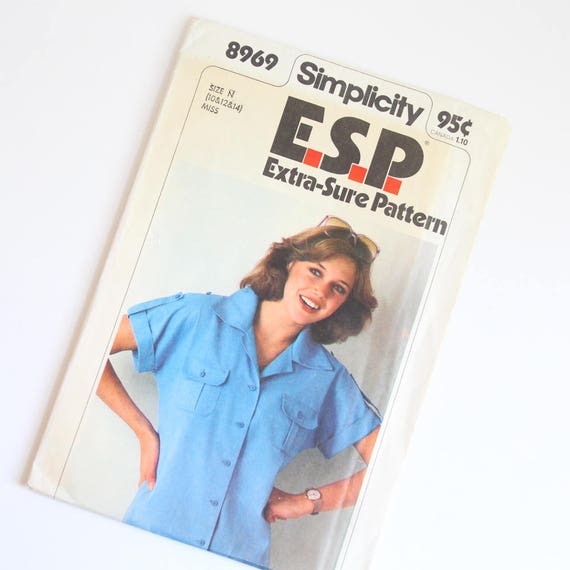 8969
Simplicity
95¢
CANADA 1.10
SIZE N
(10&12&14)
MISS
E.S.P.®
Extra-Sure Pattern